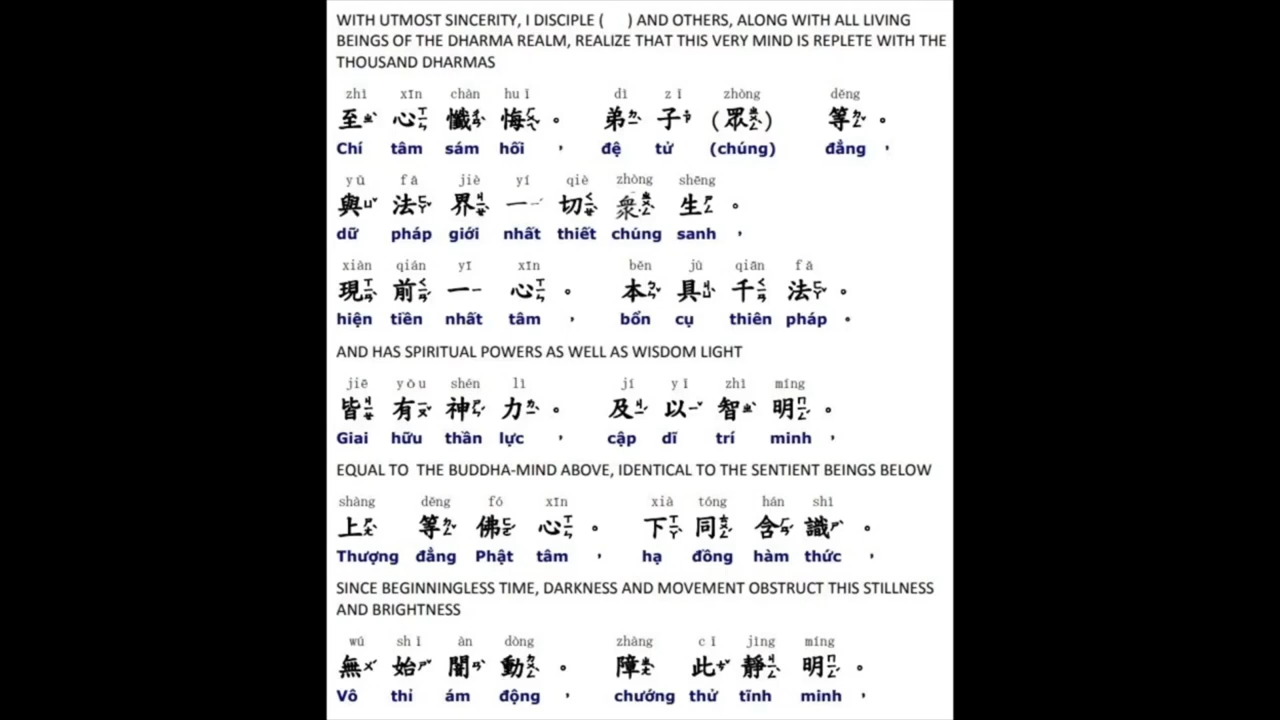 WITH UTMOST SINCERITY, I DISCIPLE (     ) AND OTHERS, ALONG WITH ALL LIVING
BEINGS OF THE DHARMA REALM, REALIZE THAT THIS VERY MIND IS REPLETE WITH THE
THOUSAND DHARMAS
zhì xīn chàn huǐ dì zǐ zhòng děng
至心懺悔。弟子(眾)等。
Chí tâm sám hối , đệ tử (chúng) đẳng ,
yǔ fǎ jiè yí qiè zhòng shēng
與法界一切衆生。
dữ pháp giới nhất thiết chúng sanh ,
xiàn qián yī xīn běn jù qiān fǎ
現前一心。本具千法。
hiện tiền nhất tâm , bổn cụ thiên pháp 。
AND HAS SPIRITUAL POWERS AS WELL AS WISDOM LIGHT
jiē yǒu shén lì jí yǐ zhì míng
皆有神力。及以智明。
Giai hữu thần lực , cập dĩ trí minh ,
EQUAL TO  THE BUDDHA-MIND ABOVE, IDENTICAL TO THE SENTIENT BEINGS BELOW
shàng děng fó xīn xià tóng hán shì
上等佛心。下同含識。
Thượng đẳng Phật tâm , hạ đồng hàm thức ,
SINCE BEGINNINGLESS TIME, DARKNESS AND MOVEMENT OBSTRUCT THIS STILLNESS
AND BRIGHTNESS
wú shǐ àn dòng zhàng cǐ jìng míng
無始闇動。障此靜明。
Vô thỉ ám động , chướng thử tĩnh minh ,